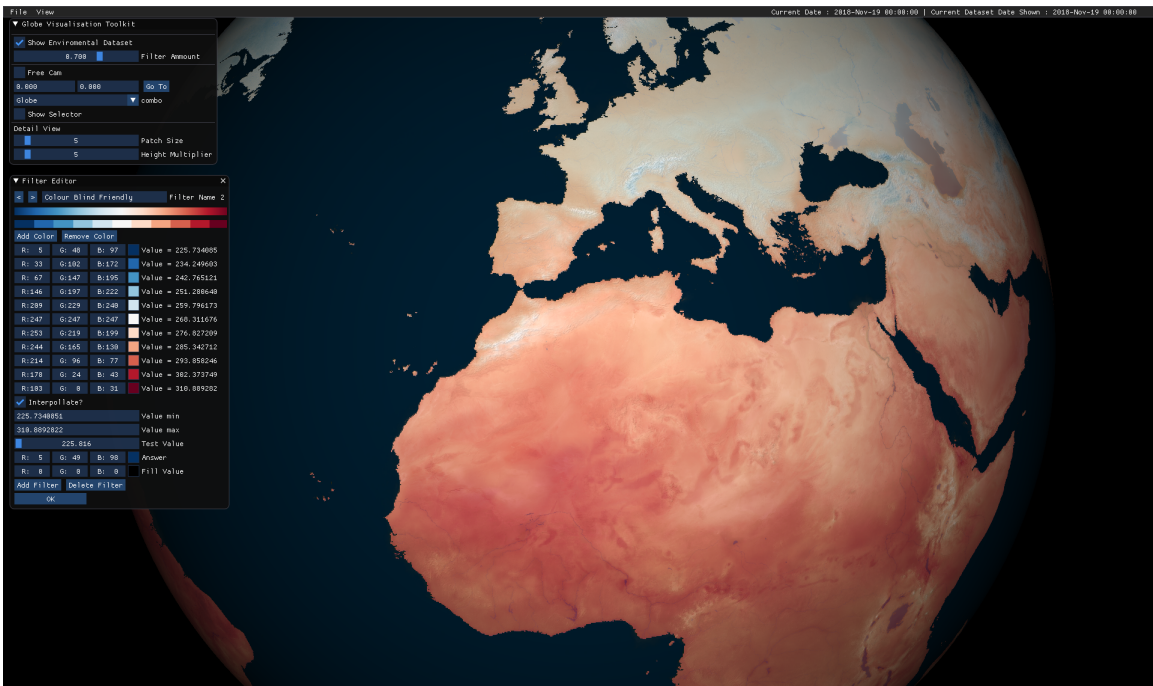 File View
Current Date : 2018-Nov-19 00:00:00 | Current Dataset Date Shown : 2018-Nov-19 00:00:00
Globe Visualisation Toolkit
Show Enviromental Dataset
0.700 Filter Ammount
Free Cam
0.000 0.000 Go To
Globe combo
Show Selector
Detail View
5 Patch Size
5 Height Multiplier
Filter Editor
< > Colour Blind Friendly Filter Name 2
Add Color Remove Color
R: 5 G: 48 B: 97 Value = 225.734085
R: 33 G:102 B:172 Value = 234.249603
R: 67 G:147 B:195 Value = 242.765121
R:146 G:197 B:222 Value = 251.280640
R:209 G:229 B:240 Value = 259.796173
R:247 G:247 B:247 Value = 268.311676
R:253 G:219 B:199 Value = 276.827209
R:244 G:165 B:130 Value = 285.342712
R:214 G: 96 B: 77 Value = 293.858246
R:178 G: 24 B: 43 Value = 302.373749
R:103 G: 0 B: 31 Value = 310.889282
Interpollate?
225.7340851 Value min
310.8892822 Value max
225.816 Test Value
R: 5 G: 49 B: 98 Answer
R: 0 G: 0 B: 0 Fill Value
Add Filter Delete Filter
OK